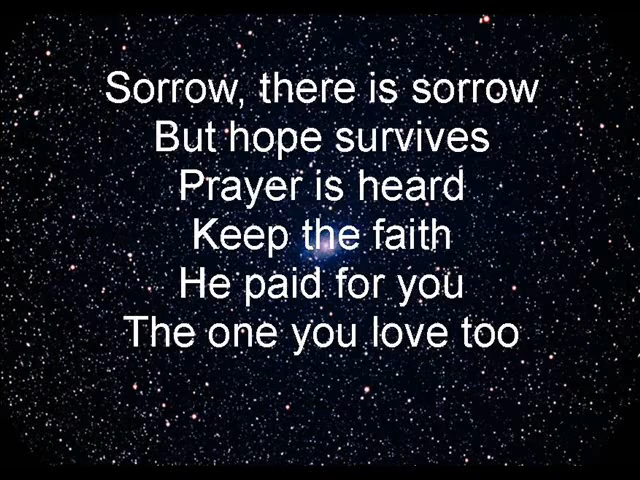 Sorrow, there is sorrow
But hope survives
Prayer is heard
Keep the faith
He paid for you
The one you love too